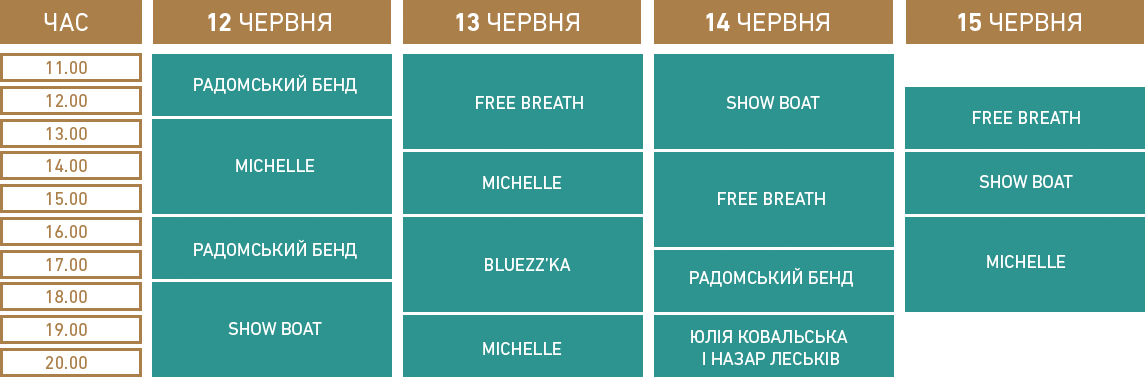 ЧАС
12 ЧЕРВНЯ
13 ЧЕРВНЯ
14 ЧЕРВНЯ
15 ЧЕРВНЯ
11.00
12.00
13.00
14.00
15.00
16.00
17.00
18.00
19.00
20.00
РАДОМСЬКИЙ БЕНД
MICHELLE
РАДОМСЬКИЙ БЕНД
SHOW BOAT
FREE BREATH
MICHELLE
BLUEZZ'KA
MICHELLE
SHOW BOAT
FREE BREATH
РАДОМСЬКИЙ БЕНД
ЮЛІЯ КОВАЛЬСЬКА
І НАЗАР ЛЕСЬКІВ
FREE BREATH
SHOW BOAT
MICHELLE